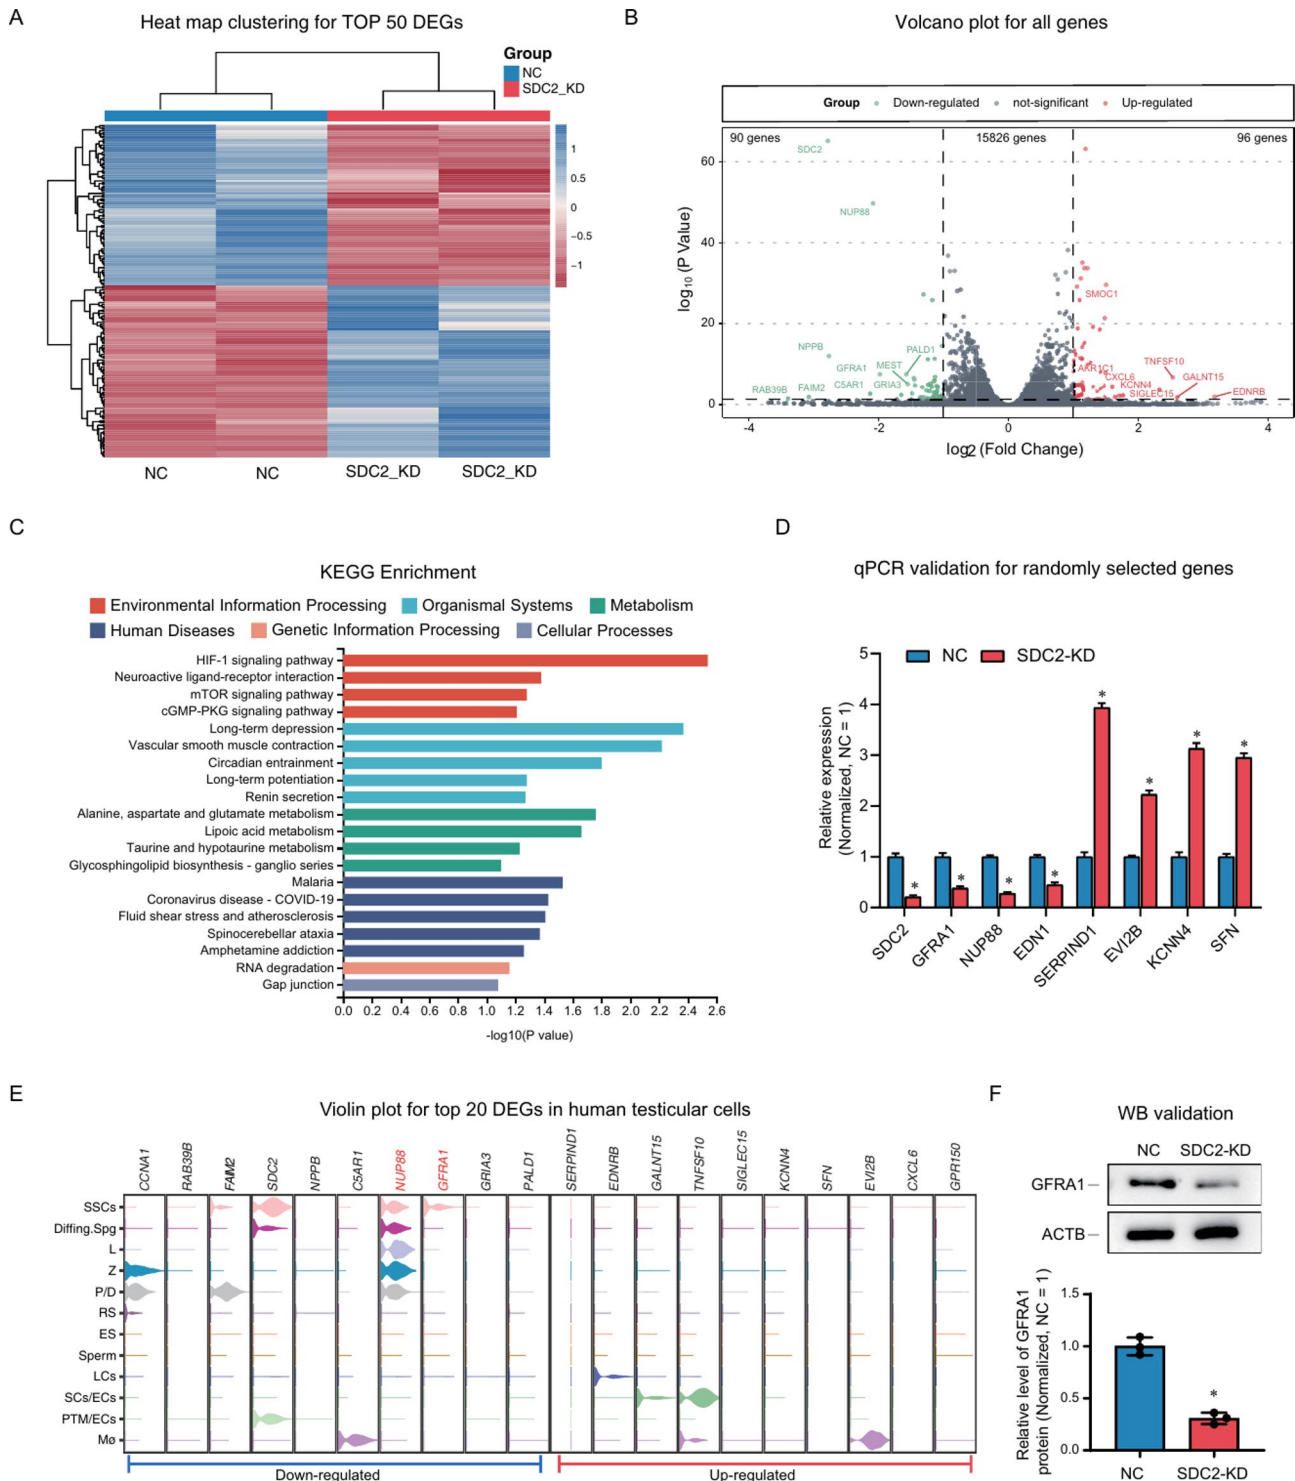 A
Heat map clustering for TOP 50 DEGs
Group
NC
SDC2_KD
1
0.5
0
−0.5
−1
NC
NC
SDC2_KD
SDC2_KD
B
Volcano plot for all genes
Group
Down-regulated
not-significant
Up-regulated
90 genes
15826 genes
96 genes
SDC2
NUP88
SMOC1
NPPB
PALD1
GFRA1
MEST
TNFSF10
AKR1C1
CXCL6
GALNT15
RAB39B
FAIM2
C5AR1
GRIA3
KCNN4
SIGLEC15
EDNRB
60
40
20
0
log10 (P Value)
-4
-2
0
2
4
log2 (Fold Change)
C
KEGG Enrichment
Environmental Information Processing
Organismal Systems
Metabolism
Human Diseases
Genetic Information Processing
Cellular Processes
HIF-1 signaling pathway
Neuroactive ligand-receptor interaction
mTOR signaling pathway
cGMP-PKG signaling pathway
Long-term depression
Vascular smooth muscle contraction
Circadian entrainment
Long-term potentiation
Renin secretion
Alanine, aspartate and glutamate metabolism
Lipoic acid metabolism
Taurine and hypotaurine metabolism
Glycosphingolipid biosynthesis - ganglio series
Malaria
Coronavirus disease - COVID-19
Fluid shear stress and atherosclerosis
Spinocerebellar ataxia
Amphetamine addiction
RNA degradation
Gap junction
0.0 0.2 0.4 0.6 0.8 1.0 1.2 1.4 1.6 1.8 2.0 2.2 2.4 2.6
-log10(P value)
D
qPCR validation for randomly selected genes
NC
SDC2-KD
Relative expression
(Normalized, NC = 1)
5
4
3
2
1
0
*
*
*
*
*
*
*
*
SDC2
GFRA1
NUP88
EDN1
SERPIND1
EVI2B
KCNN4
SFN
E
Violin plot for top 20 DEGs in human testicular cells
CCNA1
RAB39B
FAIM2
SDC2
NPPB
C5AR1
NUP88
GFRA1
GRIA3
PALD1
SERPIND1
EDNRB
GALNT15
TNFSF10
SIGLEC15
KCNN4
SFN
EVI2B
CXCL6
GPR150
SSCs
Diffing.Spg
L
Z
P/D
RS
ES
Sperm
LCs
SCs/ECs
PTM/ECs
Mø
Down-regulated
Up-regulated
F
WB validation
NC
SDC2-KD
GFRA1
ACTB
Relative level of GFRA1
protein (Normalized, NC = 1)
1.5
1.0
0.5
0.0
*
NC
SDC2-KD